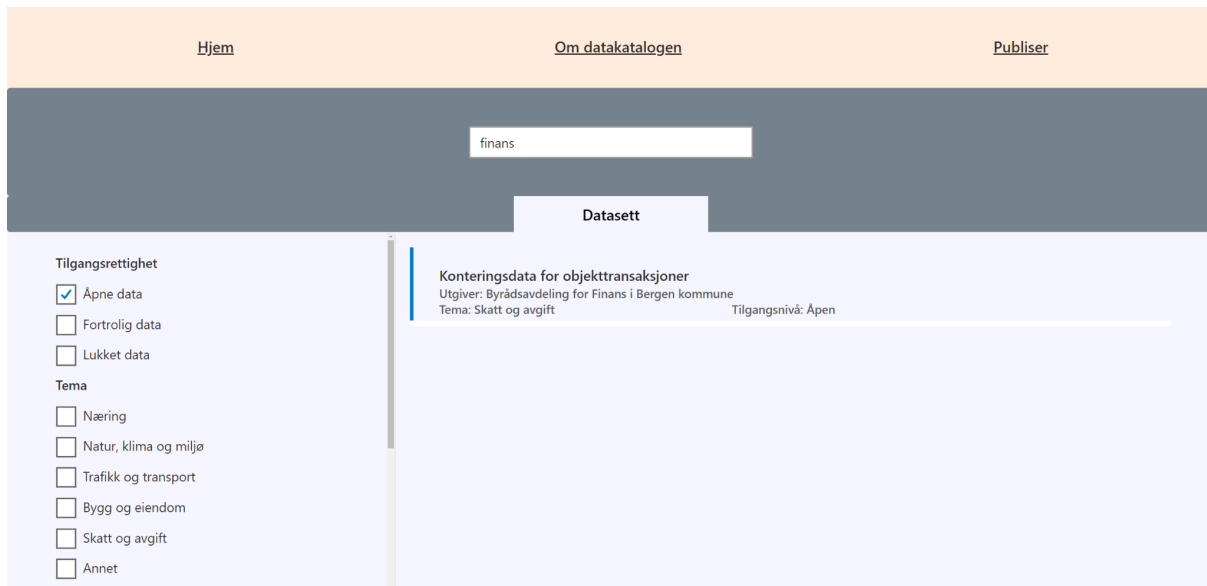 Hjem
Om datakatalogen
Publiser
finans
Datasett
Tilgangsrettighet
Åpne data
Fortrolig data
Lukket data
Tema
Næring
Natur, klima og miljø
Trafikk og transport
Bygg og eiendom
Skatt og avgift
Annet
Konteringsdata for objekttransaksjoner
Utgiver: Byrådsavdeling for Finans i Bergen kommune
Tema: Skatt og avgift
Tilgangsnivå: Åpen